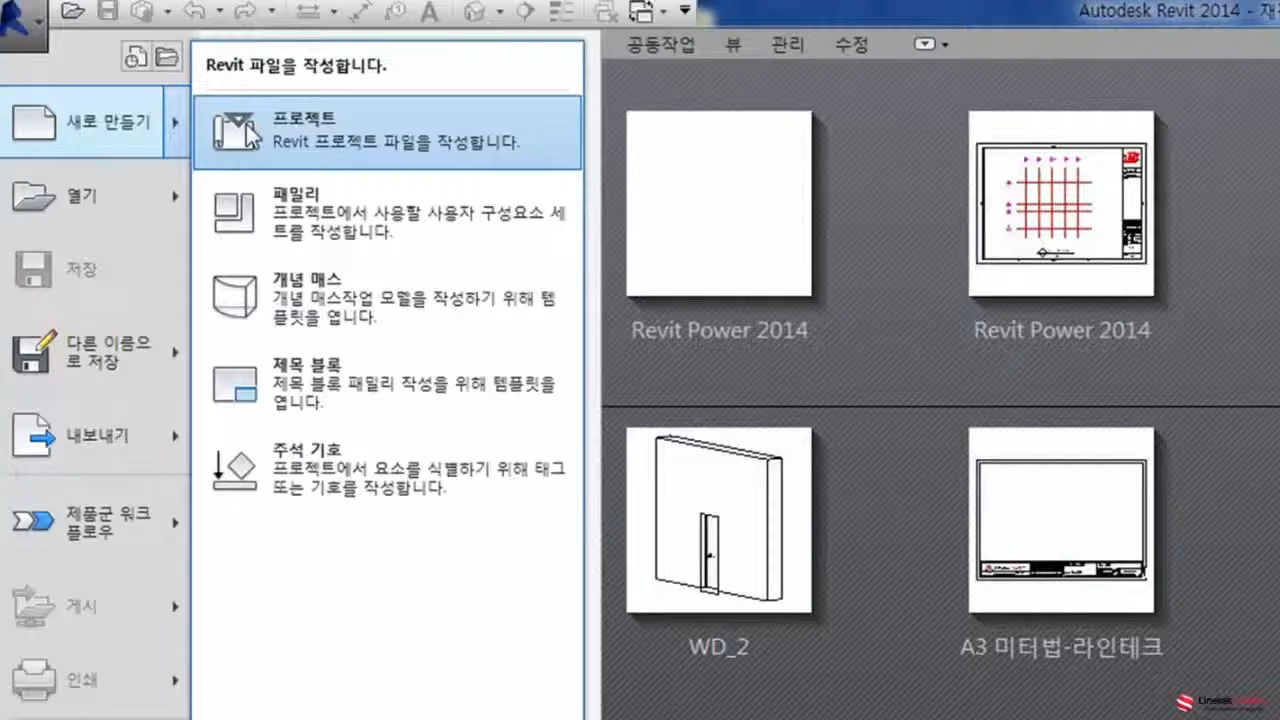 Autodesk Revit 2014 -
공동작업 뷰 관리 수정
Revit 파일을 작성합니다.
새로 만들기
열기
저장
다른 이름으
로 저장
내보내기
제품군 워크
플로우
게시
인쇄
프로젝트
Revit 프로젝트 파일을 작성합니다.
패밀리
프로젝트에서 사용할 사용자 구성요소 세
트를 작성합니다.
개념 매스
개념 매스작업 모델을 작성하기 위해 템
플릿을 엽니다.
제목 블록
제목 블록 패밀리 작성을 위해 템플릿을
엽니다.
주석 기호
프로젝트에서 요소를 식별하기 위해 태그
또는 기호를 작성합니다.
Revit Power 2014
Revit Power 2014
WD_2
A3 미터법-라인테크